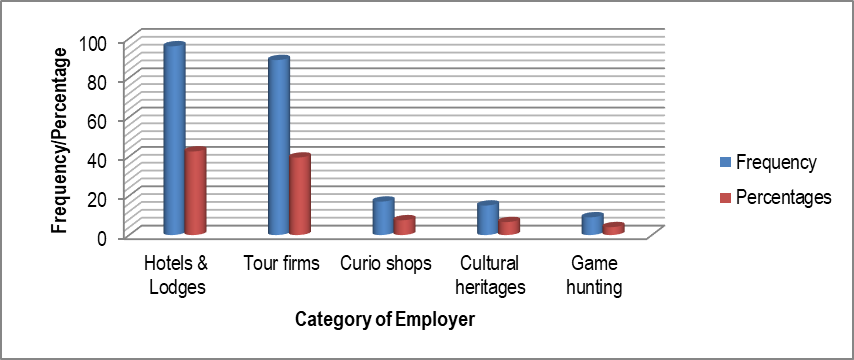 Frequency/Percentage
100
80
60
40
20
0
Hotels &
Lodges
Tour firms
Curio shops
Cultural
heritages
Game
hunting
Category of Employer
Frequency
Percentages